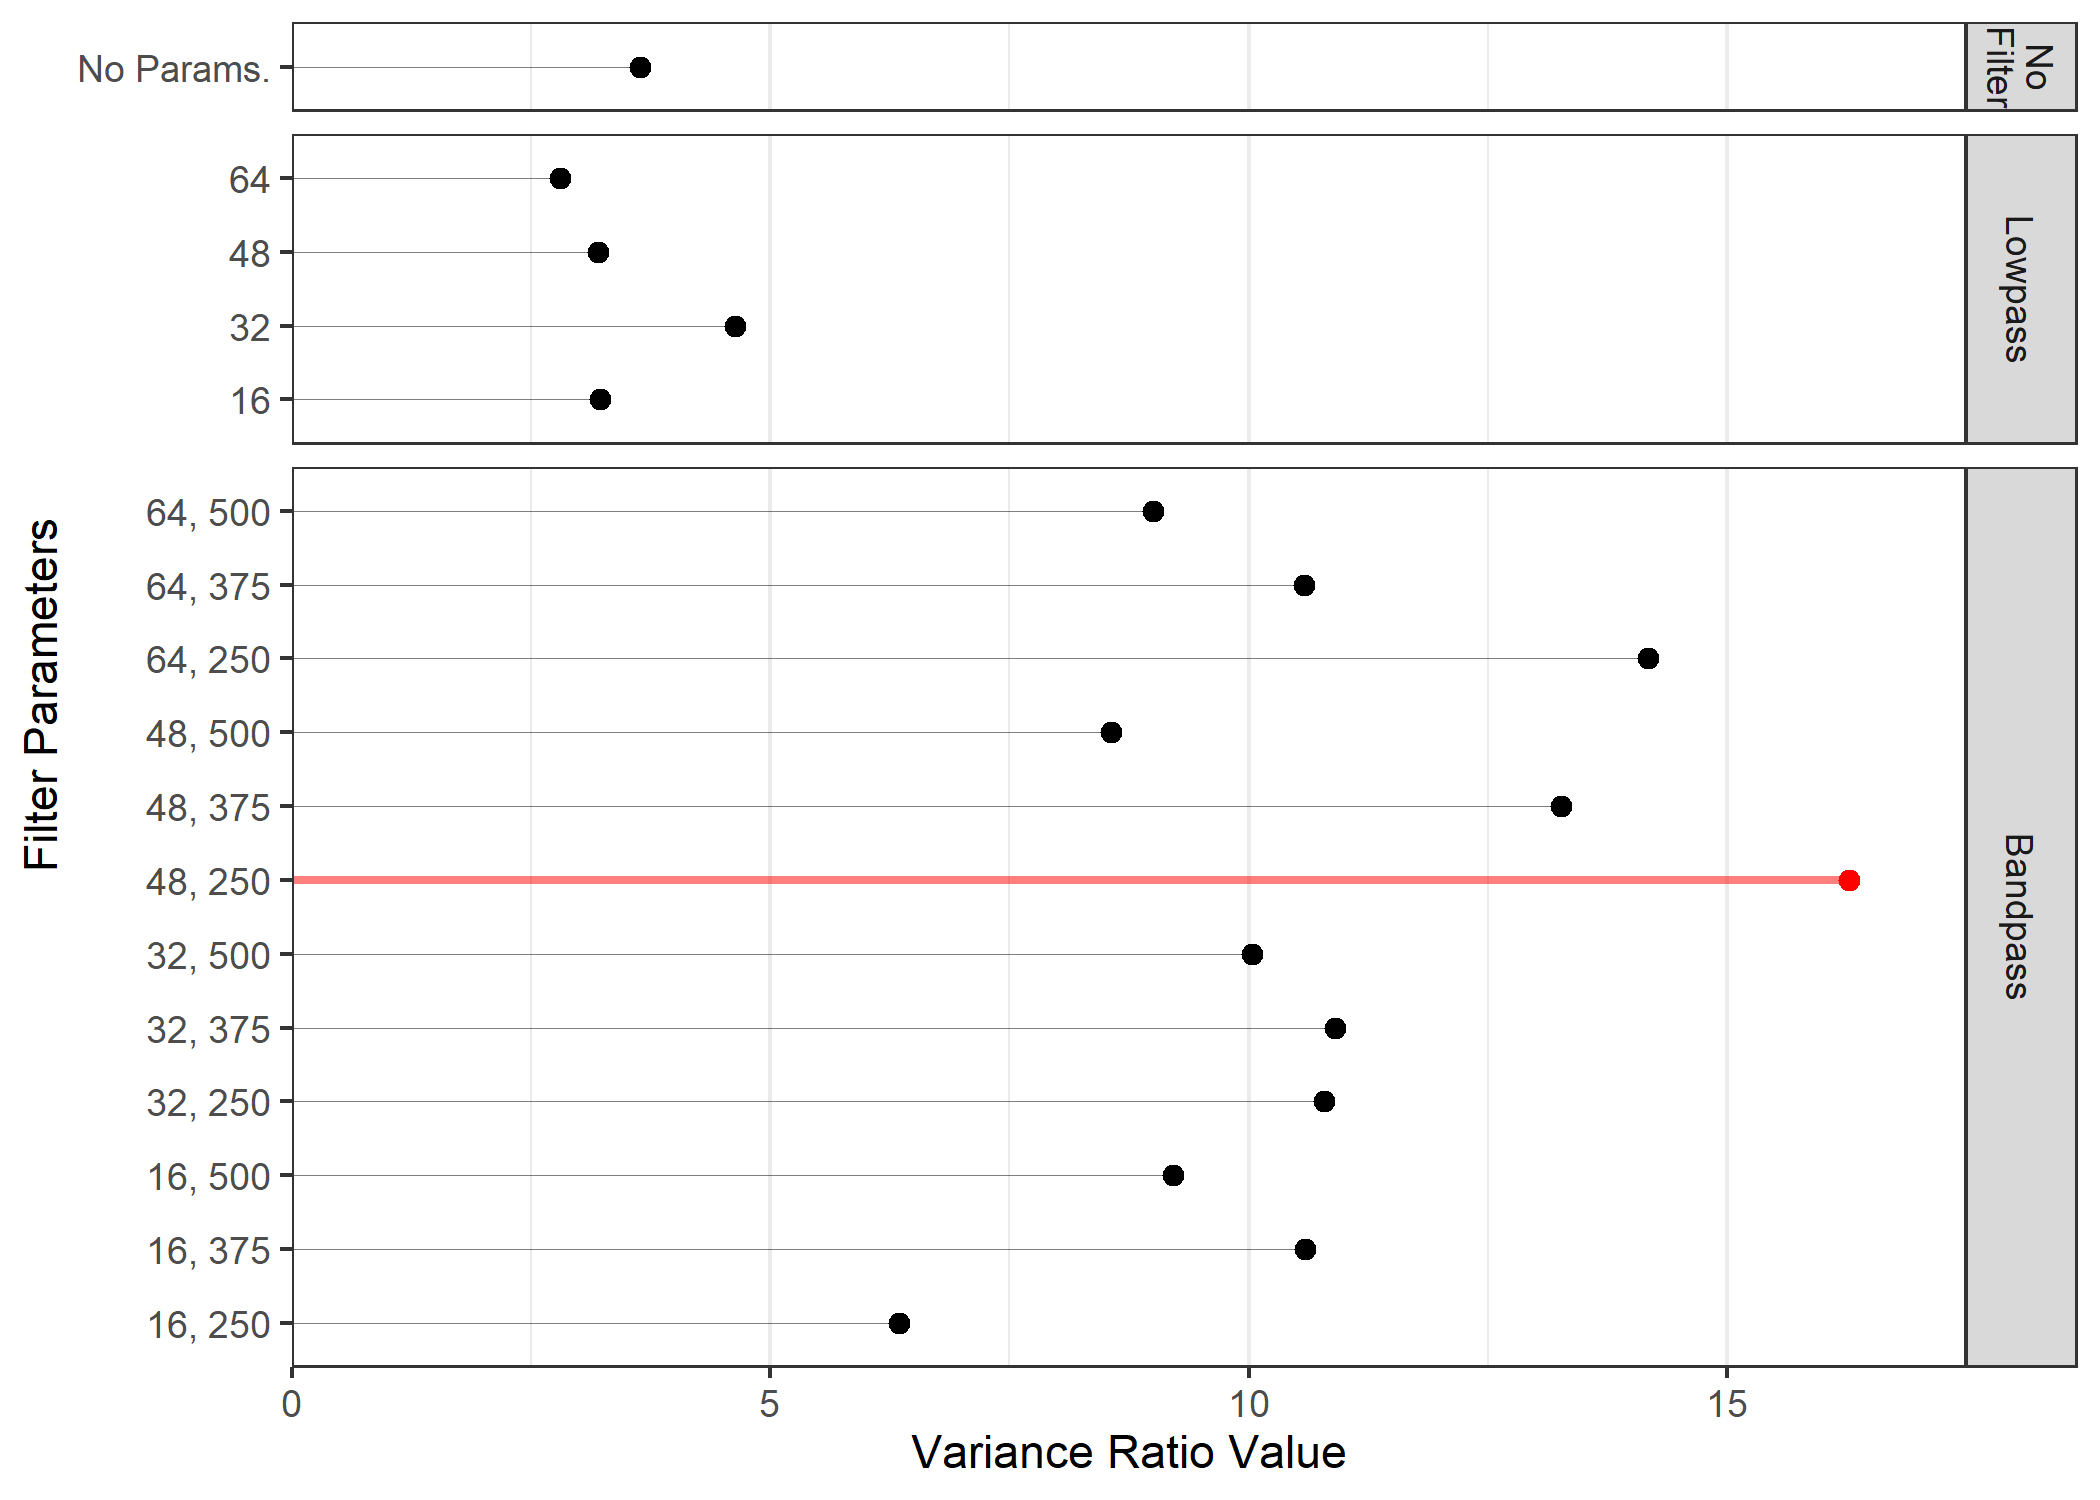 No Params.
No
Filter
64
48
32
16
Lowpass
Filter Parameters
64, 500
64, 375
64, 250
48, 500
48, 375
48, 250
32, 500
32, 375
32, 250
16, 500
16, 375
16, 250
Bandpass
0 5 10 15
Variance Ratio Value